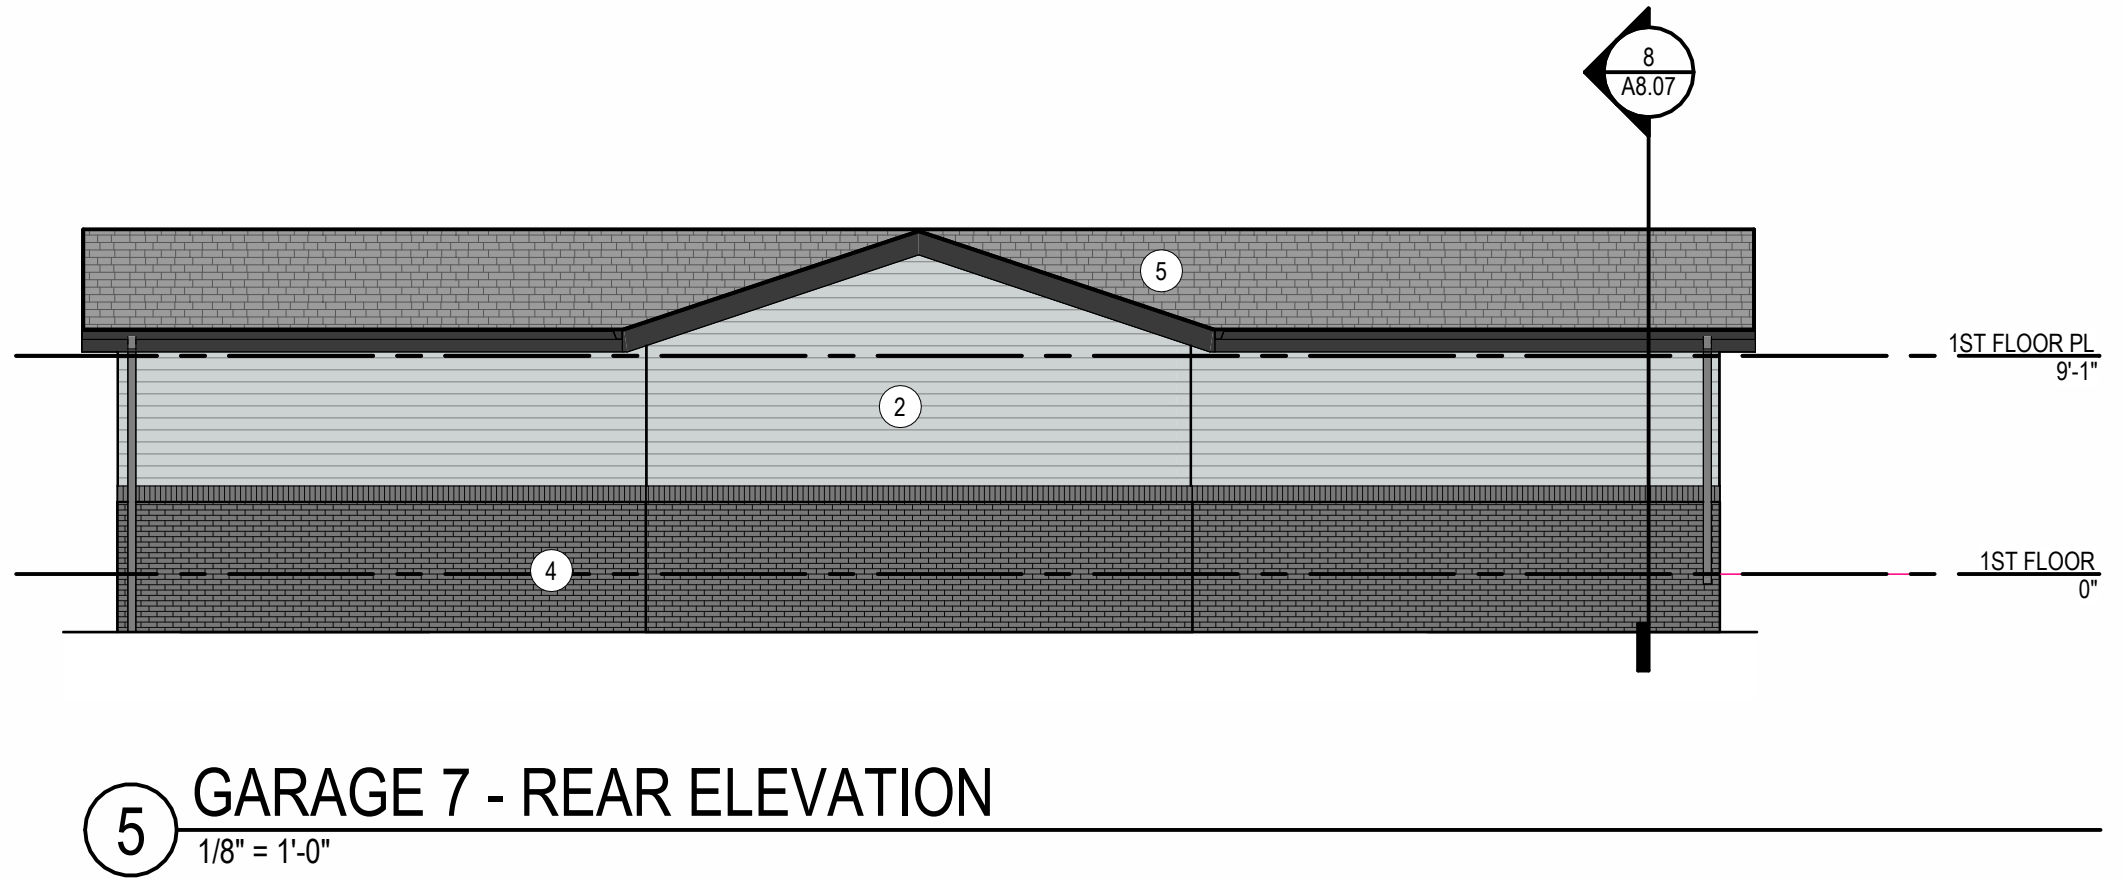 8
A8.07
5
1ST FLOOR PL
9'-1"
2
4
1ST FLOOR
0"
5
GARAGE 7 - REAR ELEVATION
1/8" = 1'-0"